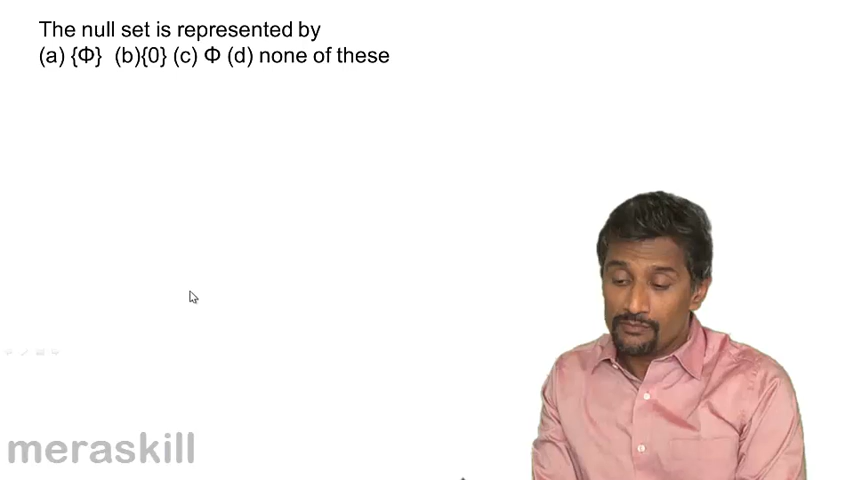 The null set is represented by
(a) {Φ} (b){0} (c) Φ (d) none of these
meraskill